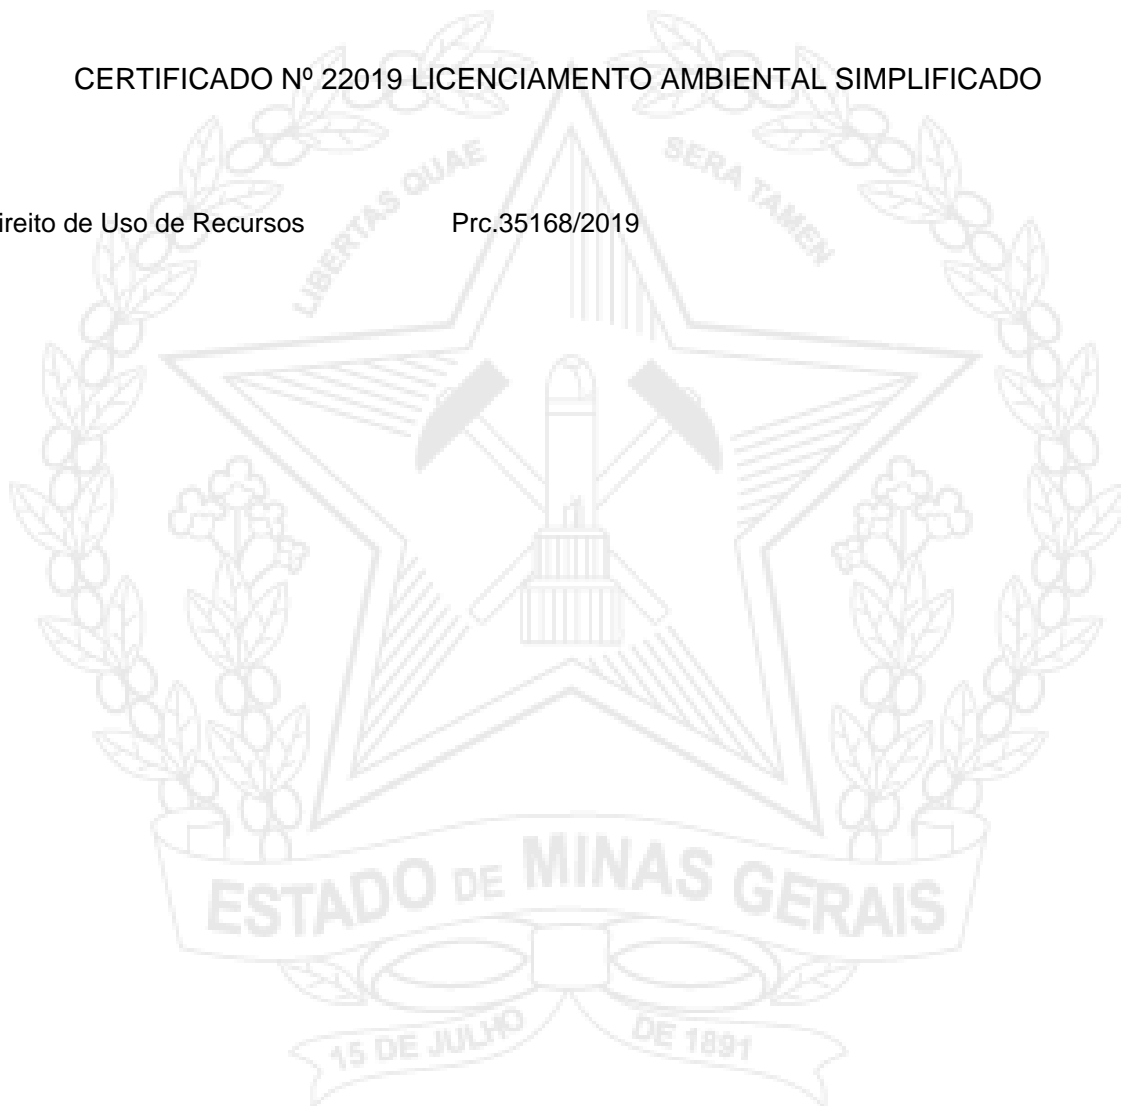 CERTIFICADO Nº 22019 LICENCIAMENTO AMBIENTAL SIMPLIFICADO
LIBERTAS QUAE SERA TAMEN
ireito de Uso de Recursos Prc.35168/2019
ESTADO DE MINAS GERAIS
15 DE JULHO DE 1891